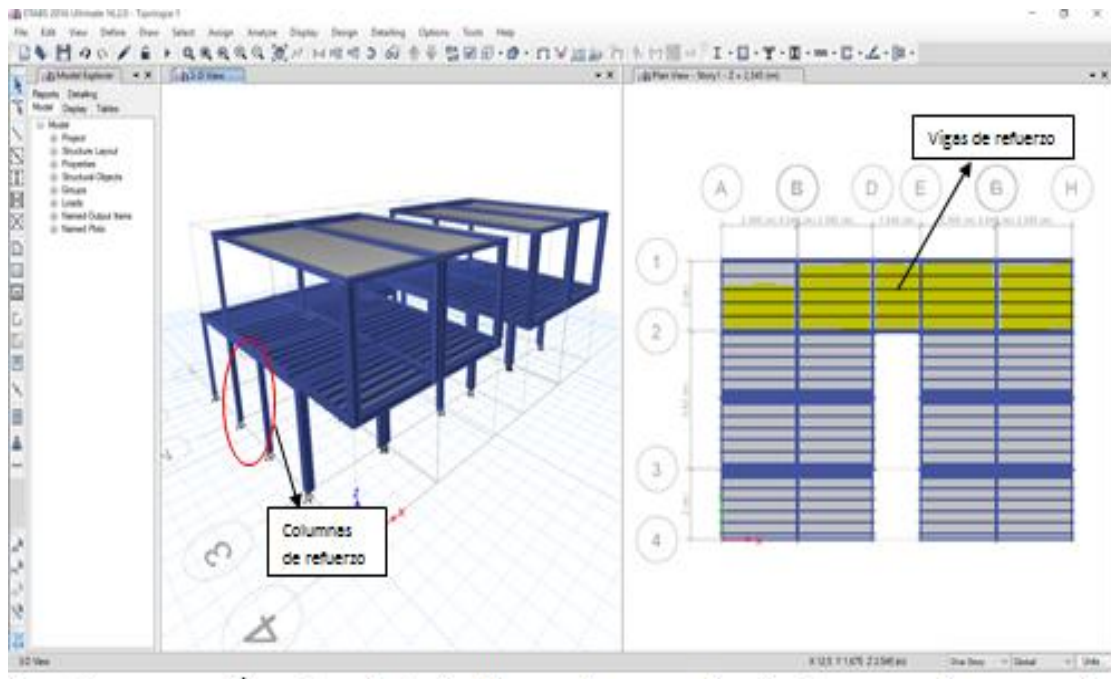 ETABS 2016 Ultimate 16.2.0 - Tipologia 1
File Edit View Define Draw Select Assign Analyze Display Design Detailing Options Tools Help
Model Explorer
3-D View
Plan View - Story1 - Z = 2,545 (m)
Reports Detailing
Model Display Tables
Model
Project
Structure Layout
Properties
Structural Objects
Groups
Loads
Named Output Items
Named Plots
Vigas de refuerzo
A B D E G H
1
2
3
4
Columnas
de refuerzo
3
4
Z
X
3-D View
One Story Global Units